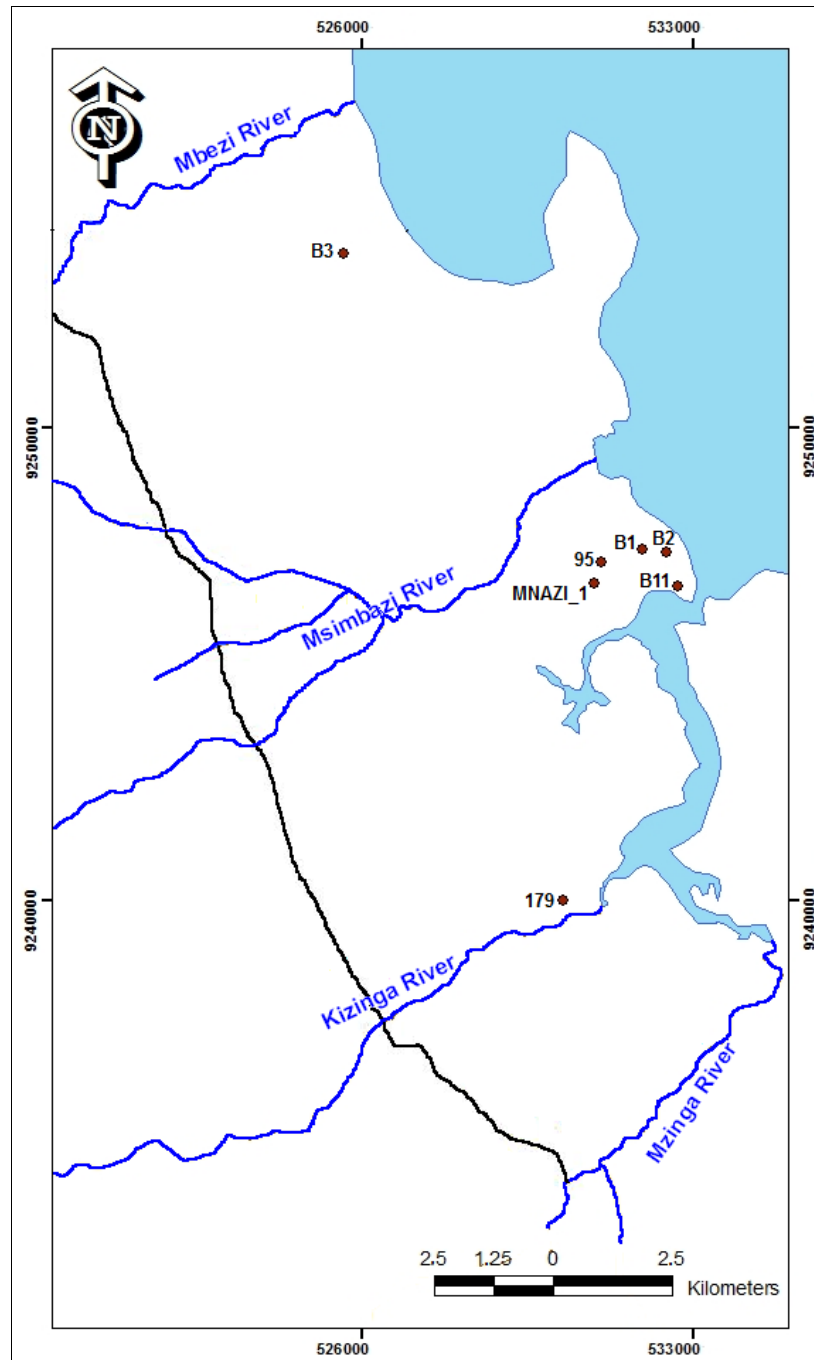 526000 533000
N
Mbezi River
B3
9250000 9250000
B1 B2
95
MNAZI_1 B11
Msimbazi River
179
9240000 9240000
Kizinga River
Mzinga River
2.5 1.25 0 2.5
Kilometers
526000 533000